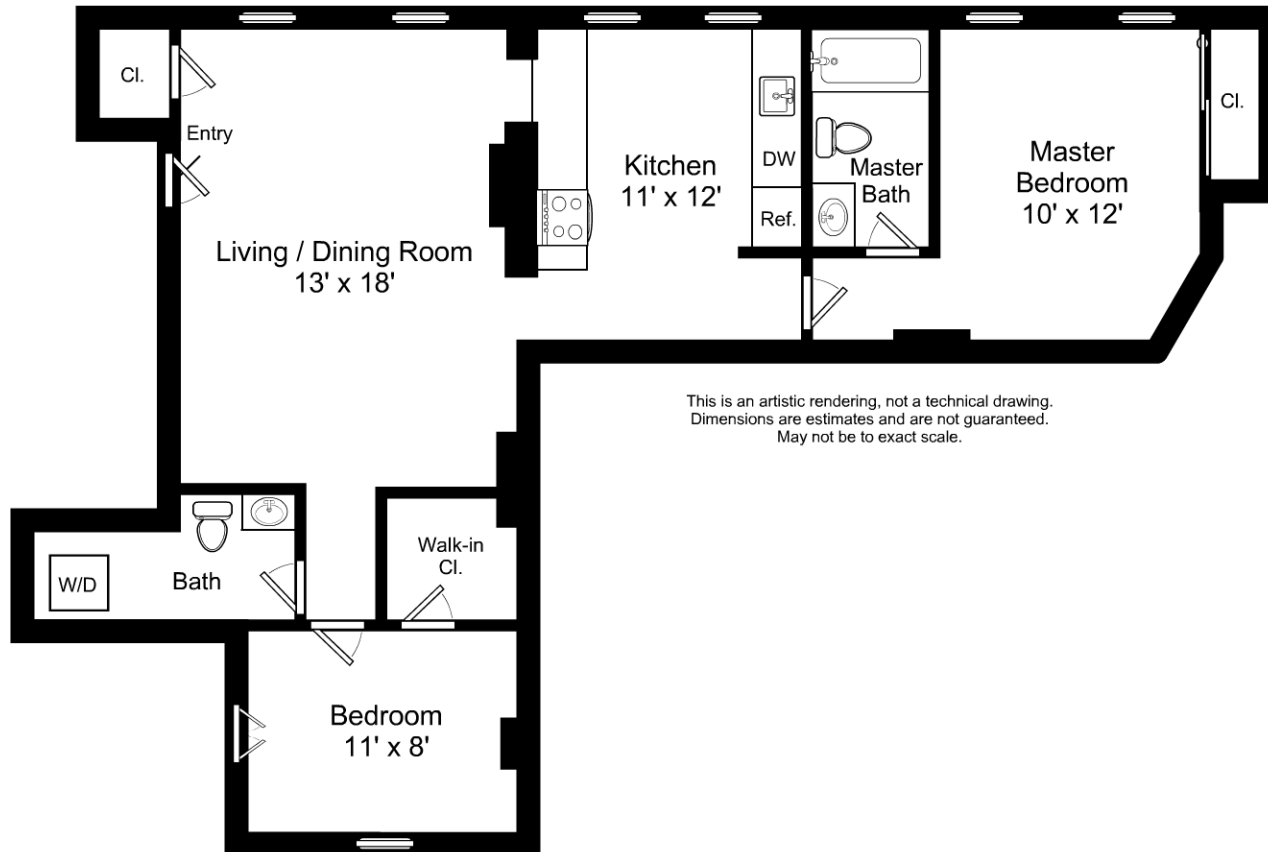 Cl.
Entry
Living / Dining Room
13' x 18'
Kitchen
11' x 12'
DW
Ref.
Master
Bath
Master
Bedroom
10' x 12'
Cl.
This is an artistic rendering, not a technical drawing.
Dimensions are estimates and are not guaranteed.
May not be to exact scale.
W/D
Bath
Walk-in
Cl.
Bedroom
11' x 8'